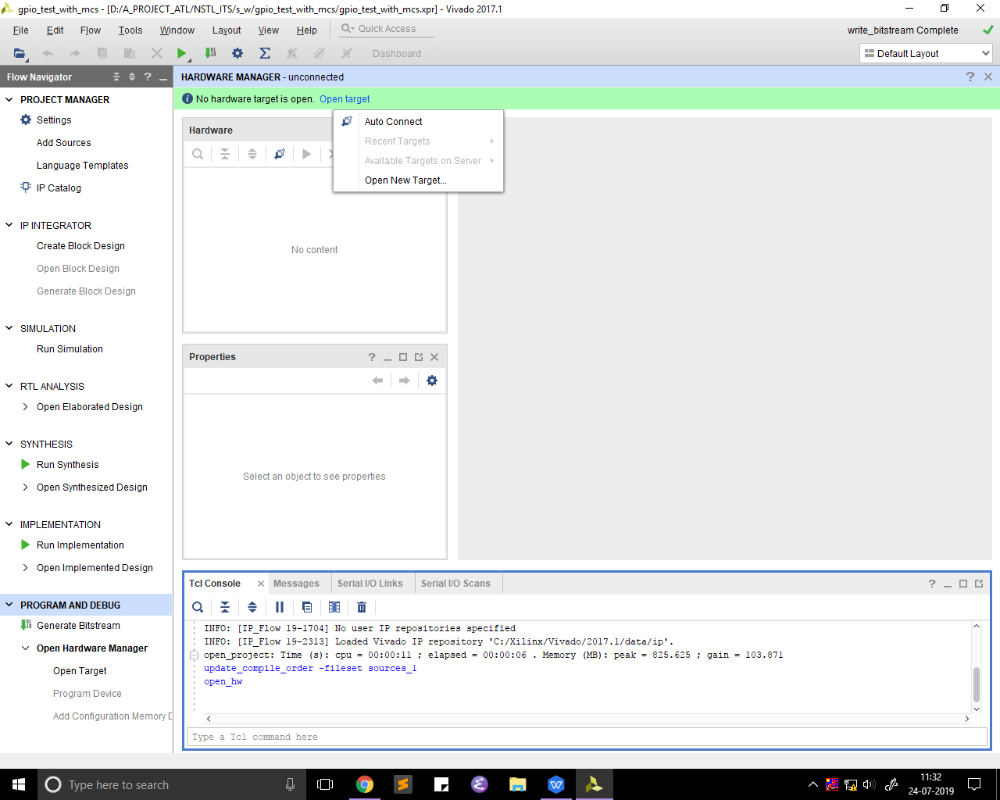 gpio_test_with_mcs - [D:/A_PROJECT_ATL/NSTL_ITS/s_w/gpio_test_with_mcs/gpio_test_with_mcs.xpr] - Vivado 2017.1
File Edit Flow Tools Window Layout View Help Quick Access
write_bitstream Complete
Dashboard
Default Layout
Flow Navigator
PROJECT MANAGER
Settings
Add Sources
Language Templates
IP Catalog
IP INTEGRATOR
Create Block Design
Open Block Design
Generate Block Design
SIMULATION
Run Simulation
RTL ANALYSIS
Open Elaborated Design
SYNTHESIS
Run Synthesis
Open Synthesized Design
IMPLEMENTATION
Run Implementation
Open Implemented Design
PROGRAM AND DEBUG
Generate Bitstream
Open Hardware Manager
Open Target
Program Device
Add Configuration Memory D
HARDWARE MANAGER - unconnected
No hardware target is open. Open target
Auto Connect
Recent Targets
Available Targets on Server
Open New Target...
Hardware
No content
Properties
Select an object to see properties
Tcl Console Messages Serial I/O Links Serial I/O Scans
INFO: [IP_Flow 19-1704] No user IP repositories specified
INFO: [IP_Flow 19-2313] Loaded Vivado IP repository 'C:/Xilinx/Vivado/2017.1/data/ip'.
open_project: Time (s): cpu = 00:00:11 ; elapsed = 00:00:06 . Memory (MB): peak = 825.625 ; gain = 103.871
update_compile_order -fileset sources_1
open_hw
Type a Tcl command here
Type here to search
11:32
24-07-2019